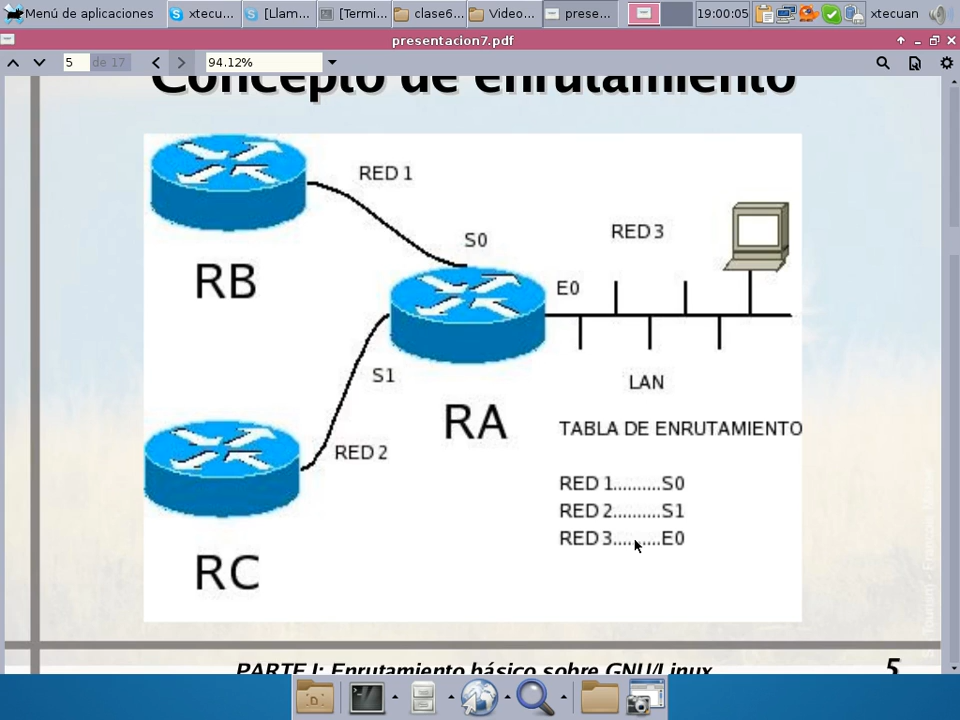 Menú de aplicaciones
xtecu...
[Llam...
[Termi...
clase6...
Video...
prese...
19:00:05
xtecuan
presentacion7.pdf
5 de 17
94.12%
Concepto de enrutamiento
RED 1
S0
RED 3
RB
E0
S1
LAN
RA
TABLA DE ENRUTAMIENTO
RED 2
RED 1..........S0
RED 2..........S1
RED 3..........E0
RC
PARTE I: Enrutamiento básico sobre GNU/Linux
5